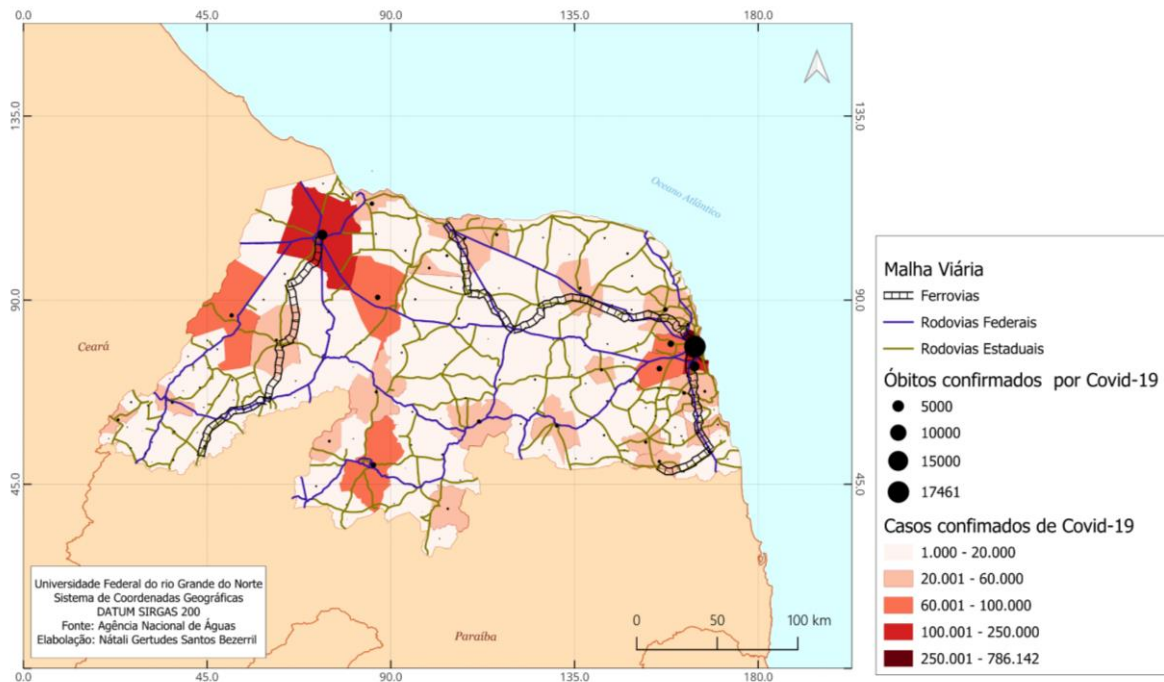 0.0 45.0 90.0 135.0 180.0
135.0 135.0
Oceano Atlântico
90.0 90.0
Ceará
45.0 45.0
Universidade Federal do rio Grande do Norte
Sistema de Coordenadas Geográficas
DATUM SIRGAS 200
Fonte: Agência Nacional de Águas
Elabolação: Nátali Gertudes Santos Bezerril
Paraíba
0 50 100 km
0.0 45.0 90.0 135.0 180.0
Malha Viária
Ferrovias
Rodovias Federais
Rodovias Estaduais
Óbitos confirmados por Covid-19
5000
10000
15000
17461
Casos confimados de Covid-19
1.000 - 20.000
20.001 - 60.000
60.001 - 100.000
100.001 - 250.000
250.001 - 786.142